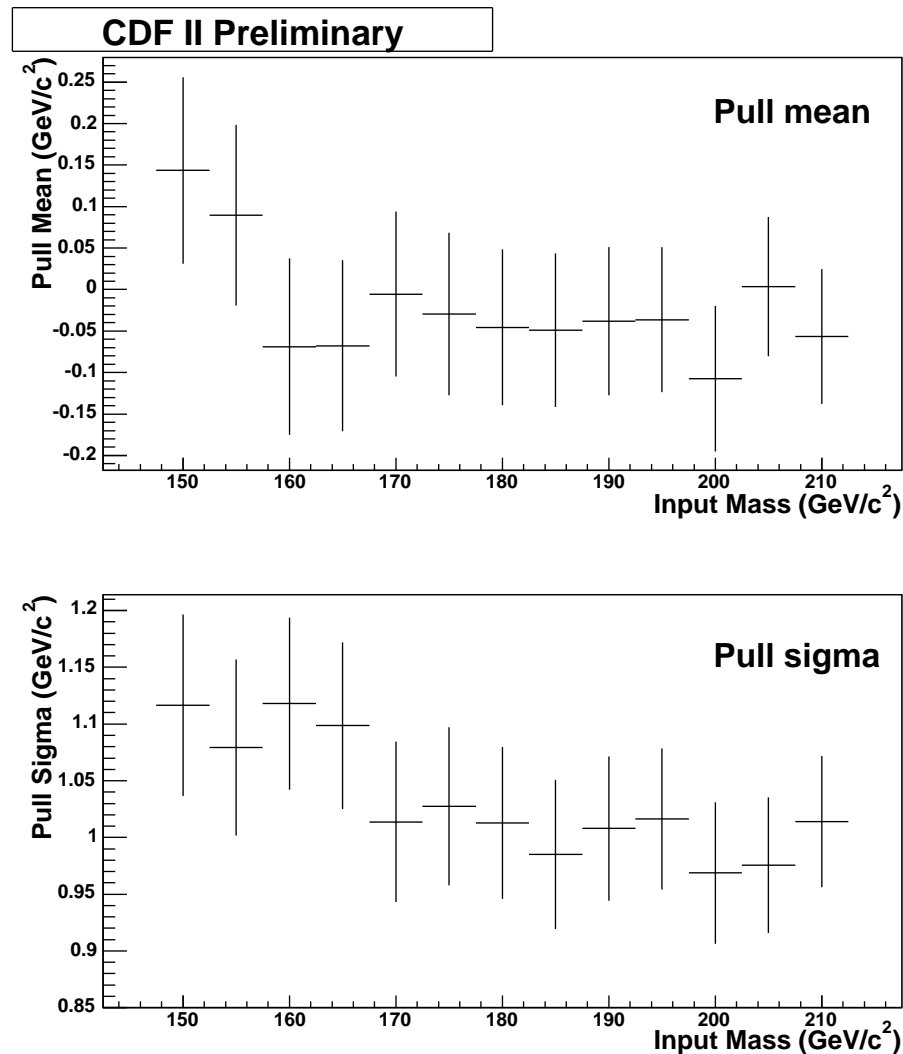 CDF II Preliminary
Pull mean
Pull Mean (GeV/c²)
0.25
0.2
0.15
0.1
0.05
0
-0.05
-0.1
-0.15
-0.2
150 160 170 180 190 200 210
Input Mass (GeV/c²)
Pull sigma
Pull Sigma (GeV/c²)
1.2
1.15
1.1
1.05
1
0.95
0.9
0.85
150 160 170 180 190 200 210
Input Mass (GeV/c²)